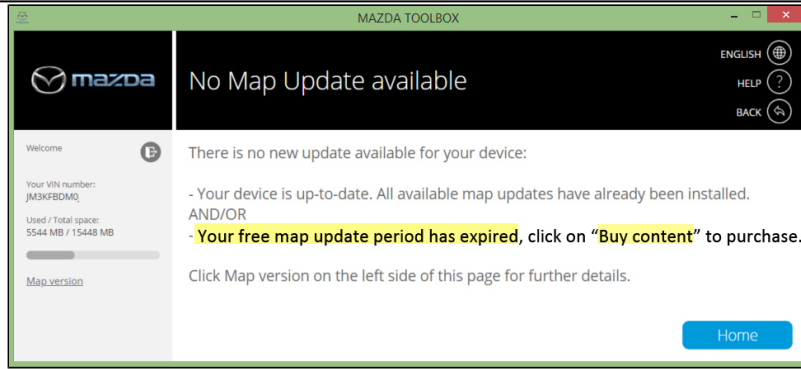 MAZDA TOOLBOX
mazda
No Map Update available
ENGLISH
HELP ?
BACK
Welcome
Your VIN number:
JM3KFBDM0
Used / Total space:
5544 MB / 15448 MB
Map version
There is no new update available for your device:
- Your device is up-to-date. All available map updates have already been installed.
AND/OR
- Your free map update period has expired, click on “Buy content” to purchase.
Click Map version on the left side of this page for further details.
Home